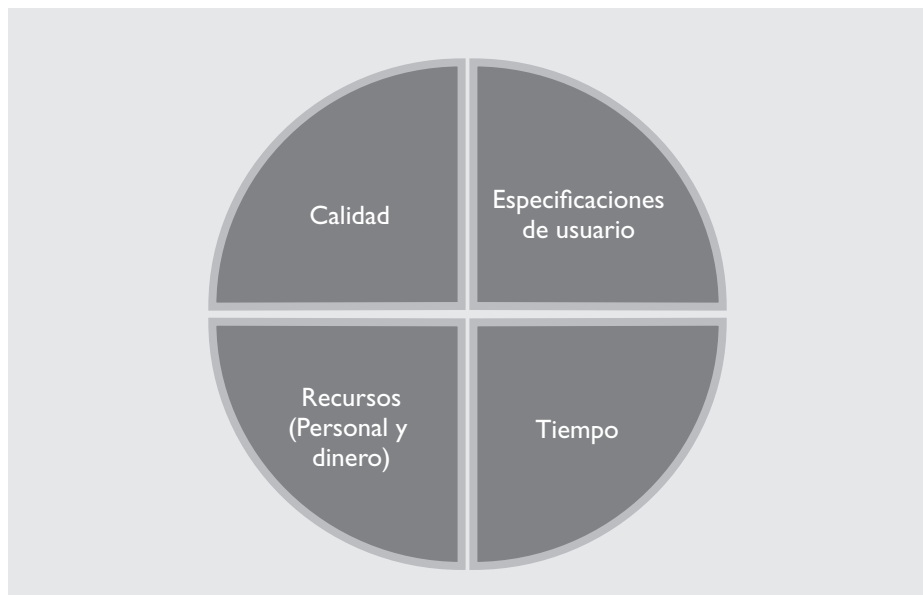 Calidad
Especificaciones
de usuario
Recursos
(Personal y
dinero)
Tiempo